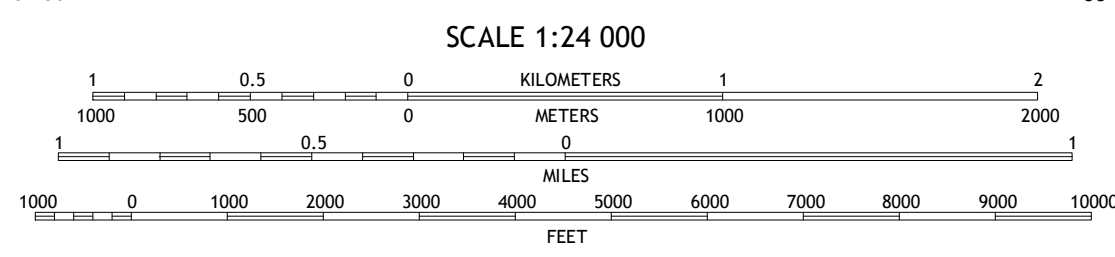 SCALE 1:24 000
1 0.5 0 KILOMETERS 1 2
1000 500 0 METERS 1000 2000
1 0.5 0 1
MILES
1000 0 1000 2000 3000 4000 5000 6000 7000 8000 9000 10000
FEET